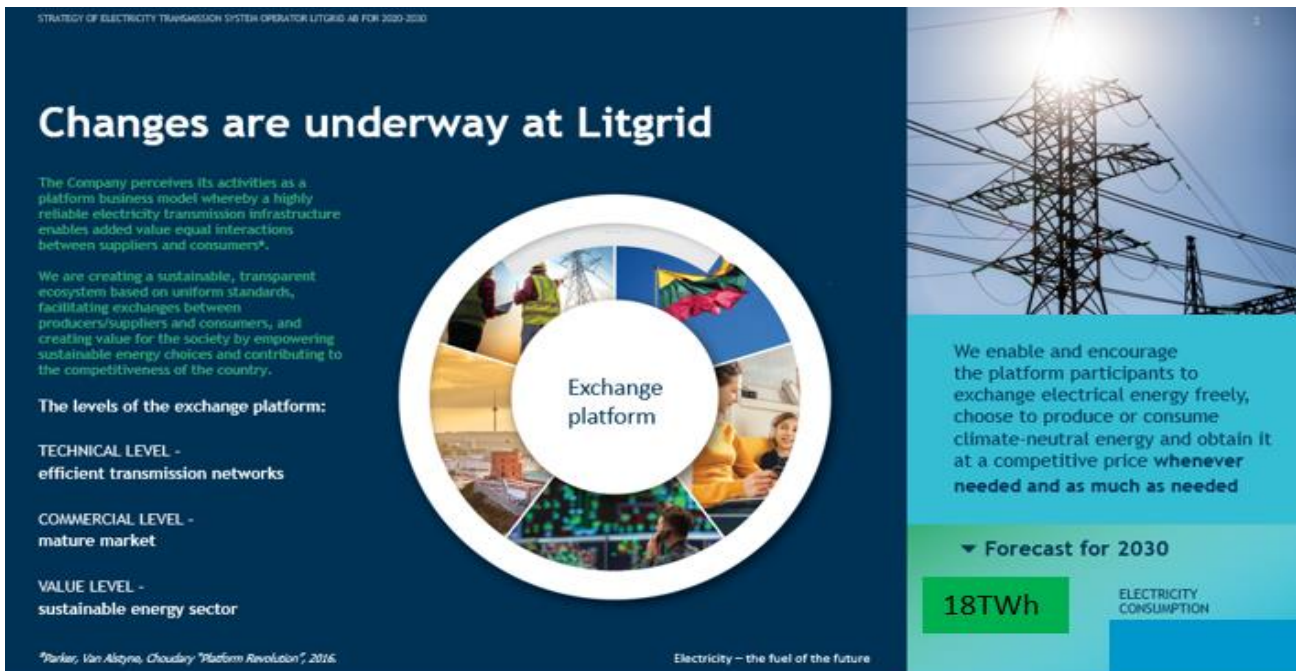 STRATEGY OF ELECTRICITY TRANSMISSION SYSTEM OPERATOR LITGRID AB FOR 2020-2030
3
Changes are underway at Litgrid
The Company perceives its activities as a
platform business model whereby a highly
reliable electricity transmission infrastructure
enables added value equal interactions
between suppliers and consumers*.
We are creating a sustainable, transparent
ecosystem based on uniform standards,
facilitating exchanges between
producers/suppliers and consumers, and
creating value for the society by empowering
sustainable energy choices and contributing to
the competitiveness of the country.
The levels of the exchange platform:
TECHNICAL LEVEL -
efficient transmission networks
COMMERCIAL LEVEL -
mature market
VALUE LEVEL -
sustainable energy sector
*Parker, Van Alstyne, Choudary "Platform Revolution", 2016.
Exchange
platform
Electricity – the fuel of the future
We enable and encourage
the platform participants to
exchange electrical energy freely,
choose to produce or consume
climate-neutral energy and obtain it
at a competitive price whenever
needed and as much as needed
Forecast for 2030
18TWh
ELECTRICITY
CONSUMPTION